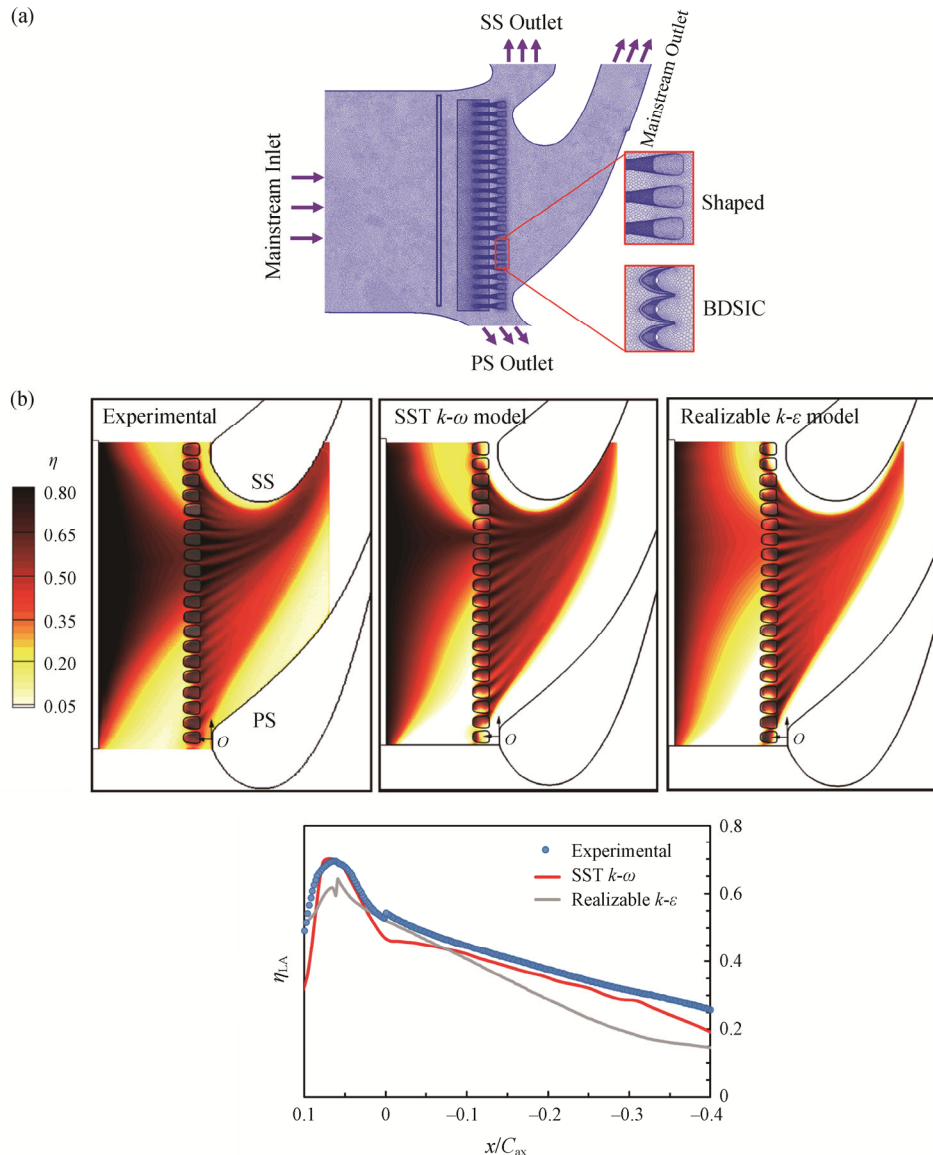 (a)
SS Outlet
Mainstream Outlet
Mainstream Inlet
Shaped
BDSIC
PS Outlet
(b)
Experimental
SST k-ω model
Realizable k-ε model
η
0.80
0.65
0.50
0.35
0.20
0.05
SS
PS
O
O
O
0.8
0.6
0.4
0.2
0
Experimental
SST k-ω
Realizable k-ε
ηLA
0.1 0 −0.1 −0.2 −0.3 −0.4
x/Cax